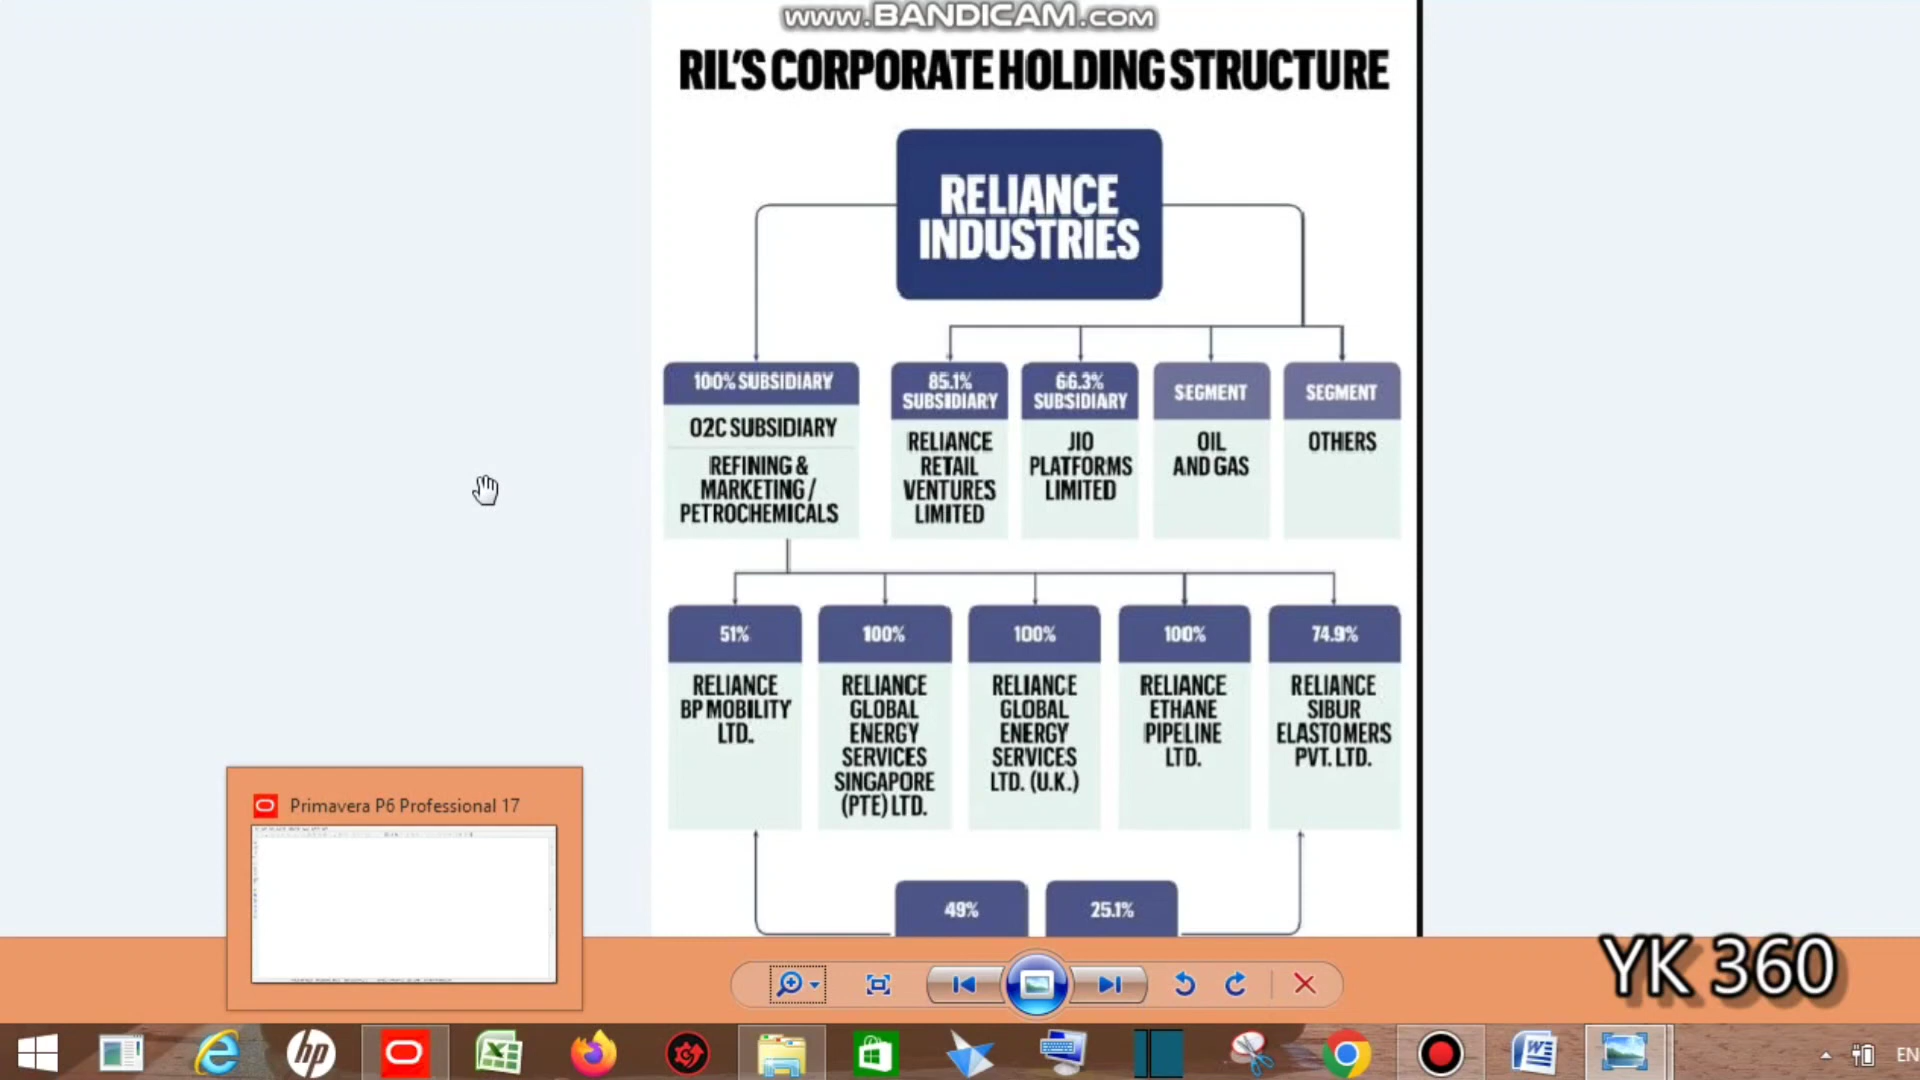 www.BANDICAM.com
RIL'S CORPORATE HOLDING STRUCTURE
RELIANCE
INDUSTRIES
100% SUBSIDIARY
O2C SUBSIDIARY
REFINING &
MARKETING /
PETROCHEMICALS
85.1%
SUBSIDIARY
RELIANCE
RETAIL
VENTURES
LIMITED
66.3%
SUBSIDIARY
JIO
PLATFORMS
LIMITED
SEGMENT
OIL
AND GAS
SEGMENT
OTHERS
51%
RELIANCE
BP MOBILITY
LTD.
100%
RELIANCE
GLOBAL
ENERGY
SERVICES
SINGAPORE
(PTE) LTD.
100%
RELIANCE
GLOBAL
ENERGY
SERVICES
LTD. (U.K.)
100%
RELIANCE
ETHANE
PIPELINE
LTD.
74.9%
RELIANCE
SIBUR
ELASTOMERS
PVT. LTD.
49%
25.1%
Primavera P6 Professional 17
YK 360
hp
EN